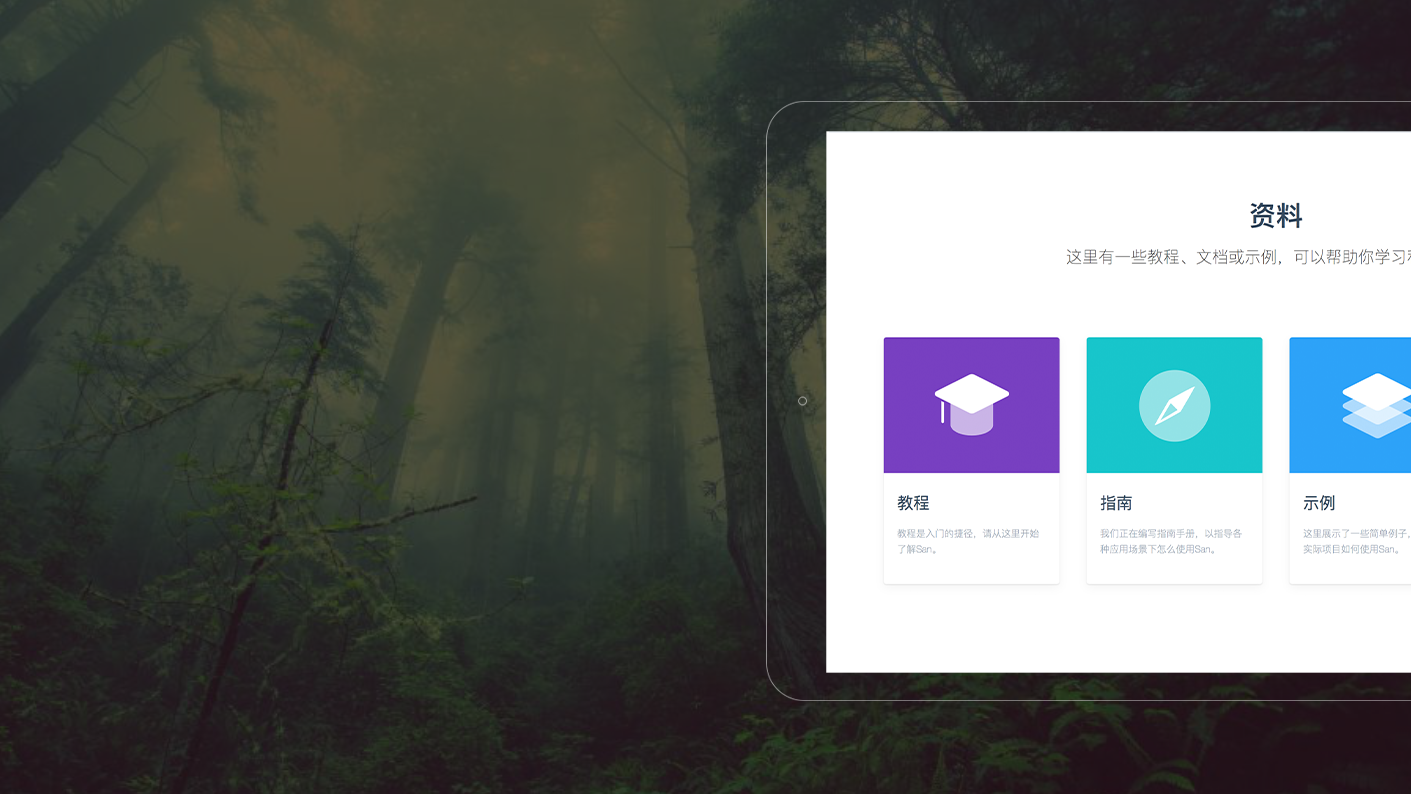 资料
这里有一些教程、文档或示例，可以帮助你学习
教程
教程是入门的捷径，请从这里开始
了解San。
指南
我们正在编写指南手册，以指导各
种应用场景下怎么使用San。
示例
这里展示了一些简单例子，
实际项目如何使用San。